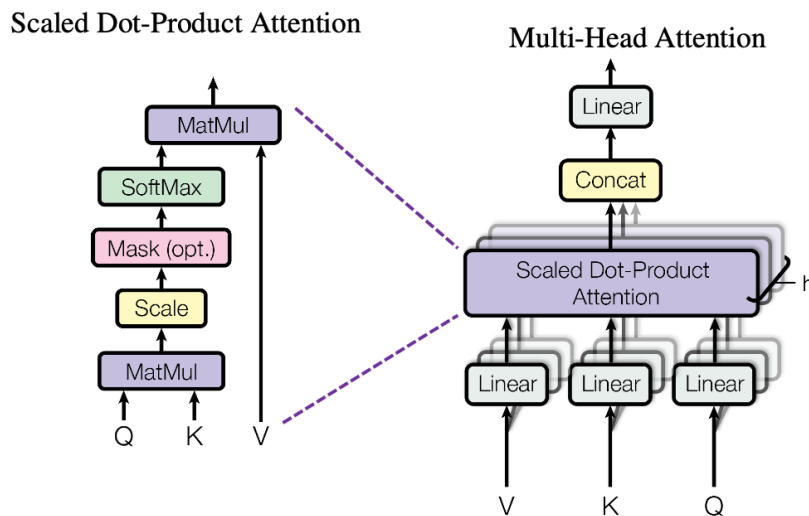 Scaled Dot-Product Attention
MatMul
SoftMax
Mask (opt.)
Scale
MatMul
Q K V
Multi-Head Attention
Linear
Concat
Scaled Dot-Product
Attention
h
Linear Linear Linear
V K Q